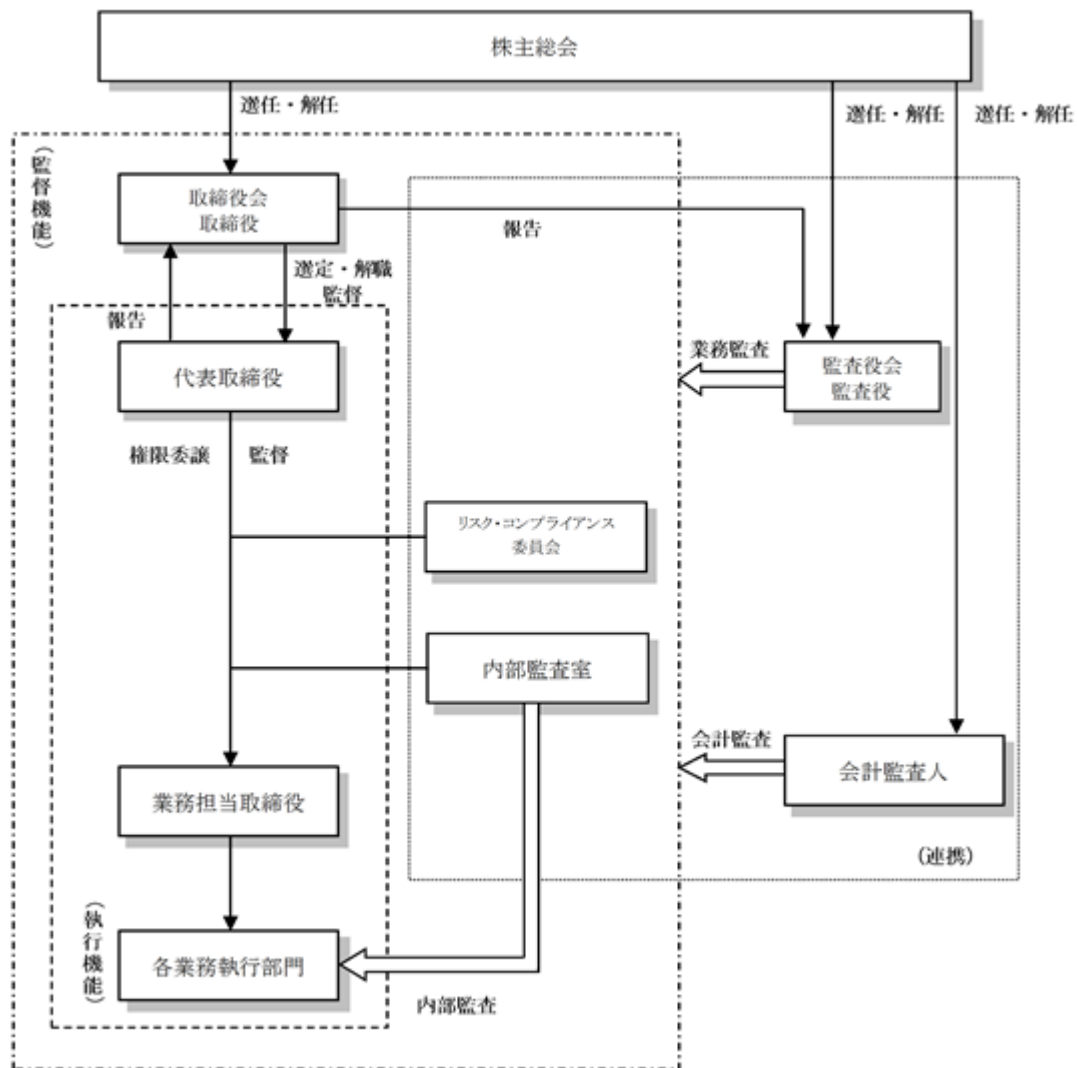 株主総会
選任・解任
選任・解任
選任・解任
(監督機能)
取締役会
取締役
報告
選定・解職
監督
報告
代表取締役
業務監査
監査役会
監査役
権限委譲
監督
リスク・コンプライアンス
委員会
内部監査室
会計監査
会計監査人
業務担当取締役
(連携)
(執行機能)
各業務執行部門
内部監査